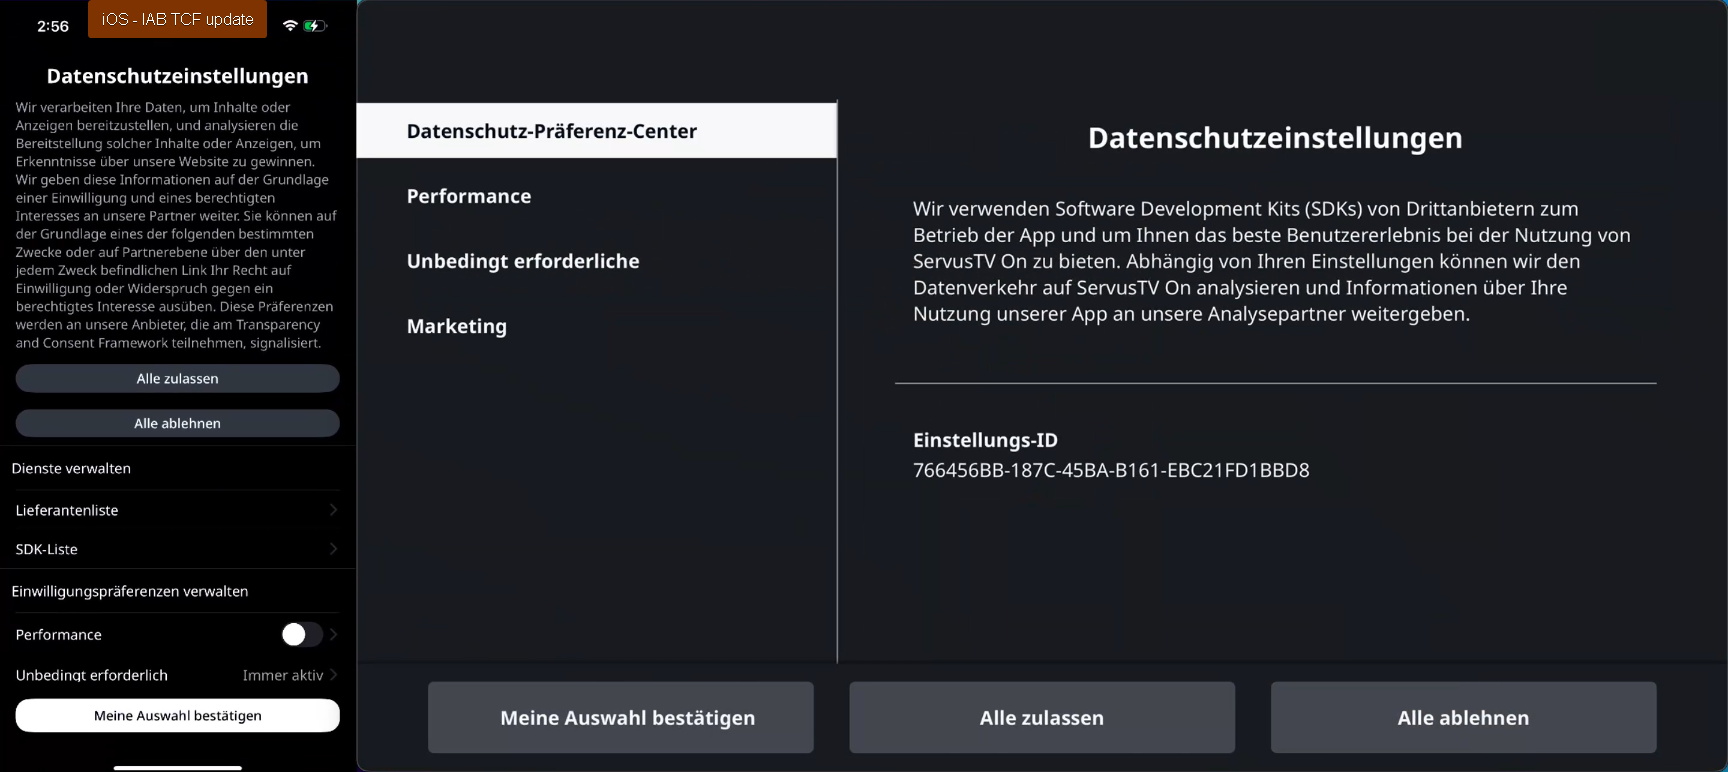 2:56
iOS - IAB TCF update
Datenschutzeinstellungen
Wir verarbeiten Ihre Daten, um Inhalte oder
Anzeigen bereitzustellen, und analysieren die
Bereitstellung solcher Inhalte oder Anzeigen, um
Erkenntnisse über unsere Website zu gewinnen.
Wir geben diese Informationen auf der Grundlage
einer Einwilligung und eines berechtigten
Interesses an unsere Partner weiter. Sie können auf
der Grundlage eines der folgenden bestimmten
Zwecke oder auf Partnerebene über den unter
jedem Zweck befindlichen Link Ihr Recht auf
Einwilligung oder Widerspruch gegen ein
berechtigtes Interesse ausüben. Diese Präferenzen
werden an unsere Anbieter, die am Transparency
and Consent Framework teilnehmen, signalisiert.
Alle zulassen
Alle ablehnen
Dienste verwalten
Lieferantenliste
SDK-Liste
Einwilligungspräferenzen verwalten
Performance
Unbedingt erforderlich Immer aktiv
Meine Auswahl bestätigen
Datenschutz-Präferenz-Center
Performance
Unbedingt erforderliche
Marketing
Datenschutzeinstellungen
Wir verwenden Software Development Kits (SDKs) von Drittanbietern zum
Betrieb der App und um Ihnen das beste Benutzererlebnis bei der Nutzung von
ServusTV On zu bieten. Abhängig von Ihren Einstellungen können wir den
Datenverkehr auf ServusTV On analysieren und Informationen über Ihre
Nutzung unserer App an unsere Analysepartner weitergeben.
Einstellungs-ID
766456BB-187C-45BA-B161-EBC21FD1BBD8
Meine Auswahl bestätigen
Alle zulassen
Alle ablehnen